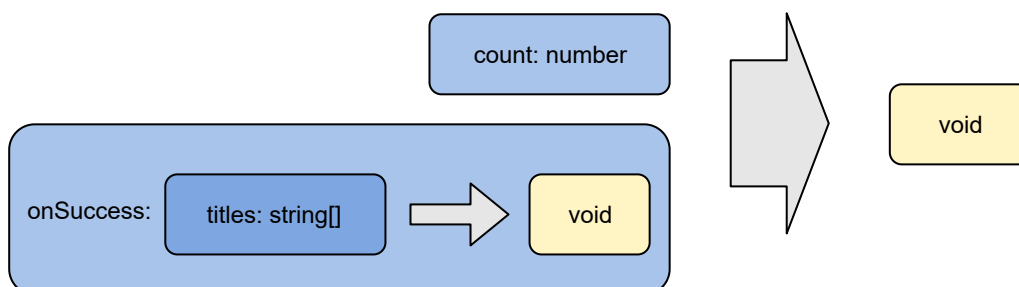 count: number
void
onSuccess:
titles: string[]
void